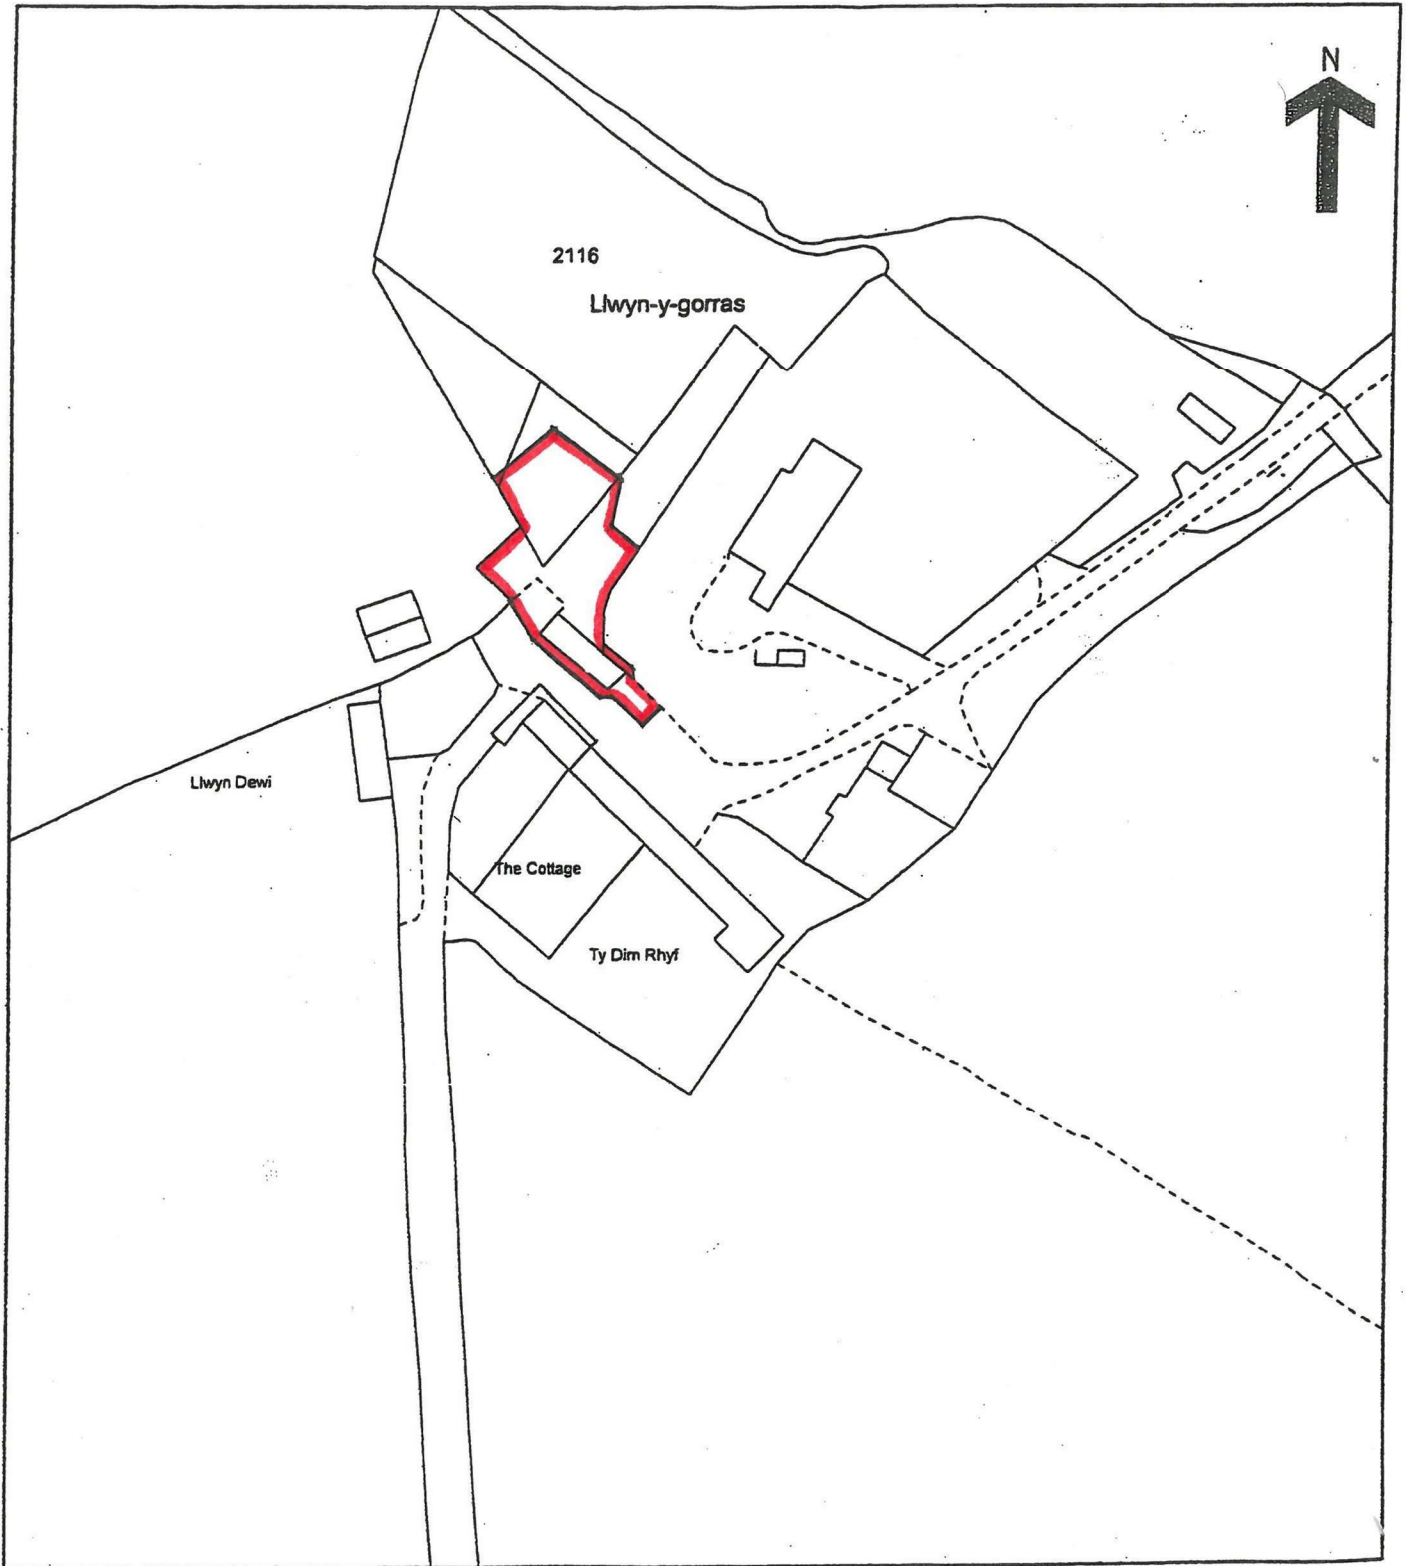 N
2116
Llwyn-y-gorras
Llwyn Dewi
The Cottage
Ty Dim Rhyf